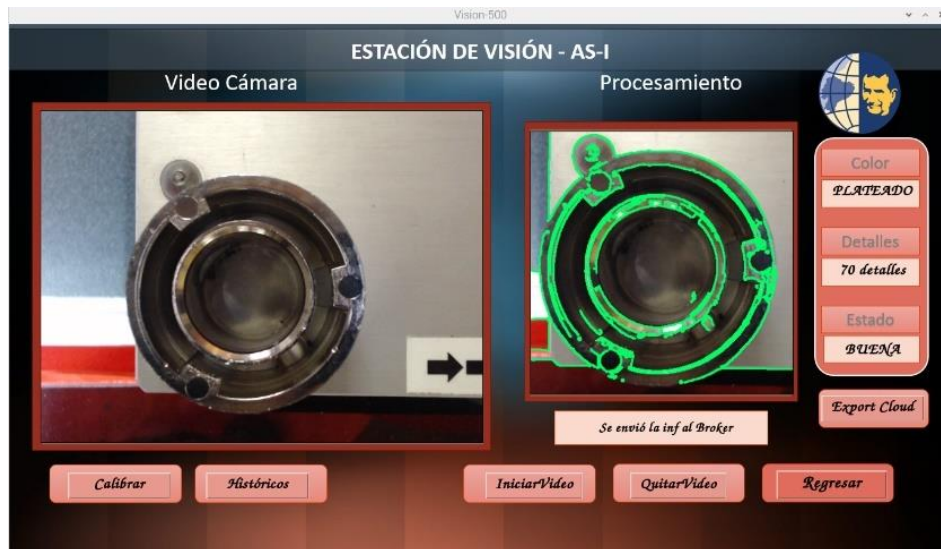 Vision-500
ESTACIÓN DE VISIÓN - AS-I
Video Cámara
Procesamiento
Color
PLATEADO
Detalles
70 detalles
Estado
BUENA
Export Cloud
Se envió la inf al Broker
Calibrar
Históricos
IniciarVideo
QuitarVideo
Regresar